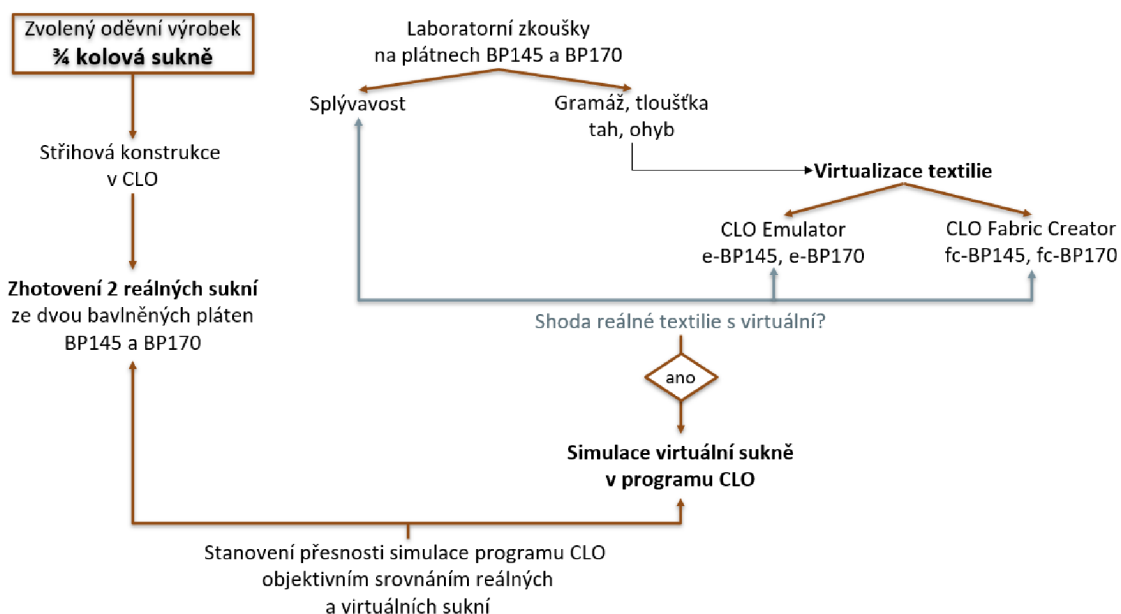 Zvolený oděvní výrobek
¾ kolová sukně
Střihová konstrukce
v CLO
Zhotovení 2 reálných sukní
ze dvou bavlněných pláten
BP145 a BP170
Laboratorní zkoušky
na plátnech BP145 a BP170
Splývavost
Gramáž, tloušťka
tah, ohyb
Virtualizace textilie
CLO Emulator
e-BP145, e-BP170
CLO Fabric Creator
fc-BP145, fc-BP170
Shoda reálné textilie s virtuální?
ano
Simulace virtuální sukně
v programu CLO
Stanovení přesnosti simulace programu CLO
objektivním srovnáním reálných
a virtuálních sukní